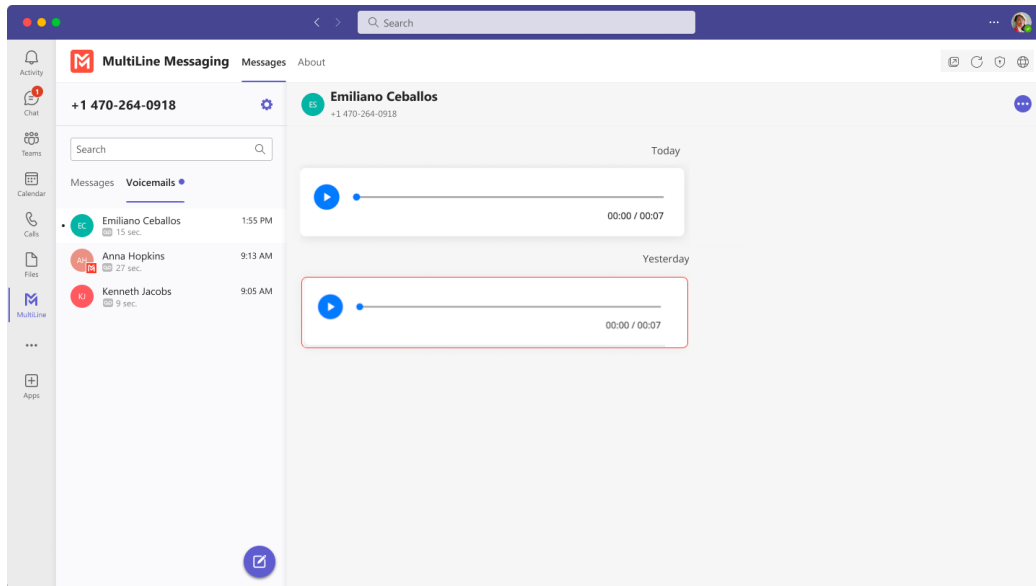 Search
Activity
1
Chat
Teams
Calendar
Calls
Files
MultiLine
Apps
MultiLine Messaging Messages About
+1 470-264-0918
Search
Messages Voicemails
EC Emiliano Ceballos 1:55 PM
15 sec.
AH Anna Hopkins 9:13 AM
27 sec.
KJ Kenneth Jacobs 9:05 AM
9 sec.
ES Emiliano Ceballos
+1 470-264-0918
Today
00:00 / 00:07
Yesterday
00:00 / 00:07